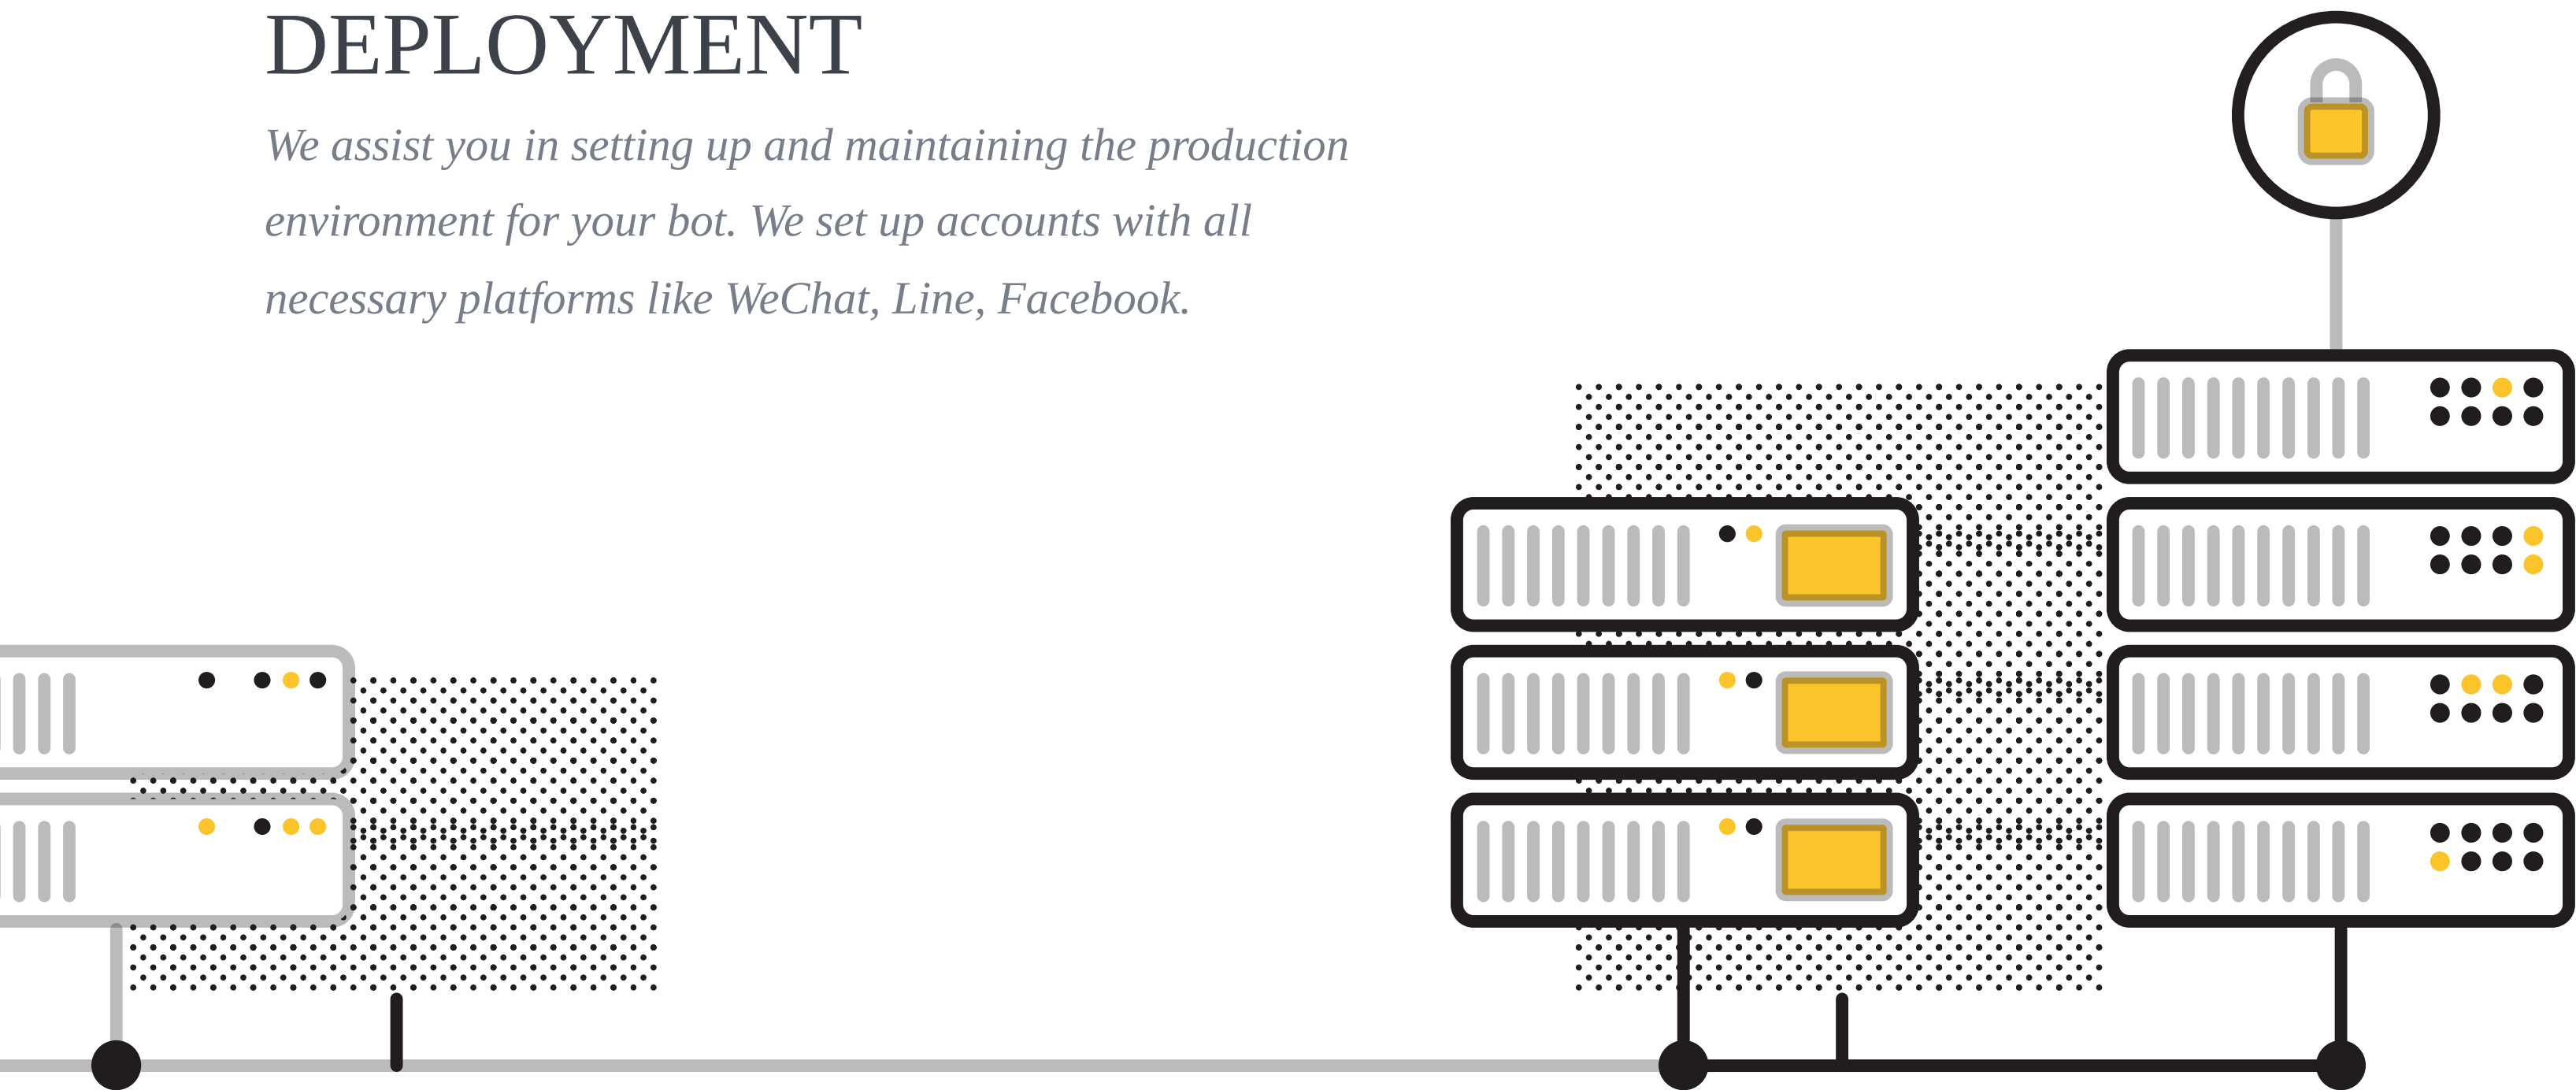 DEPLOYMENT
We assist you in setting up and maintaining the production
environment for your bot. We set up accounts with all
necessary platforms like WeChat, Line, Facebook.